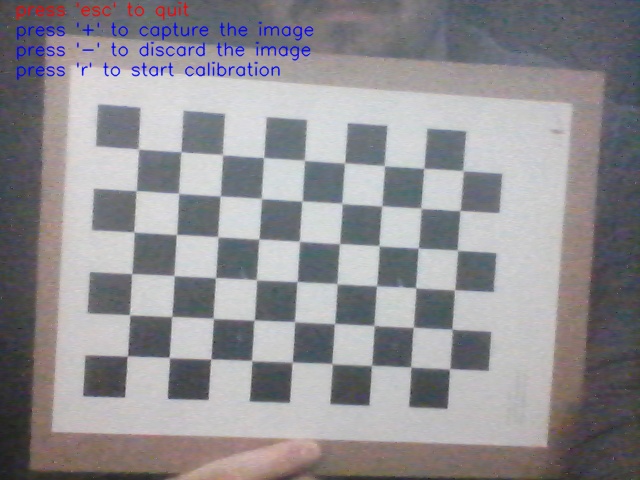 press 'esc' to quit
press '+' to capture the image
press '-' to discard the image
press 'r' to start calibration